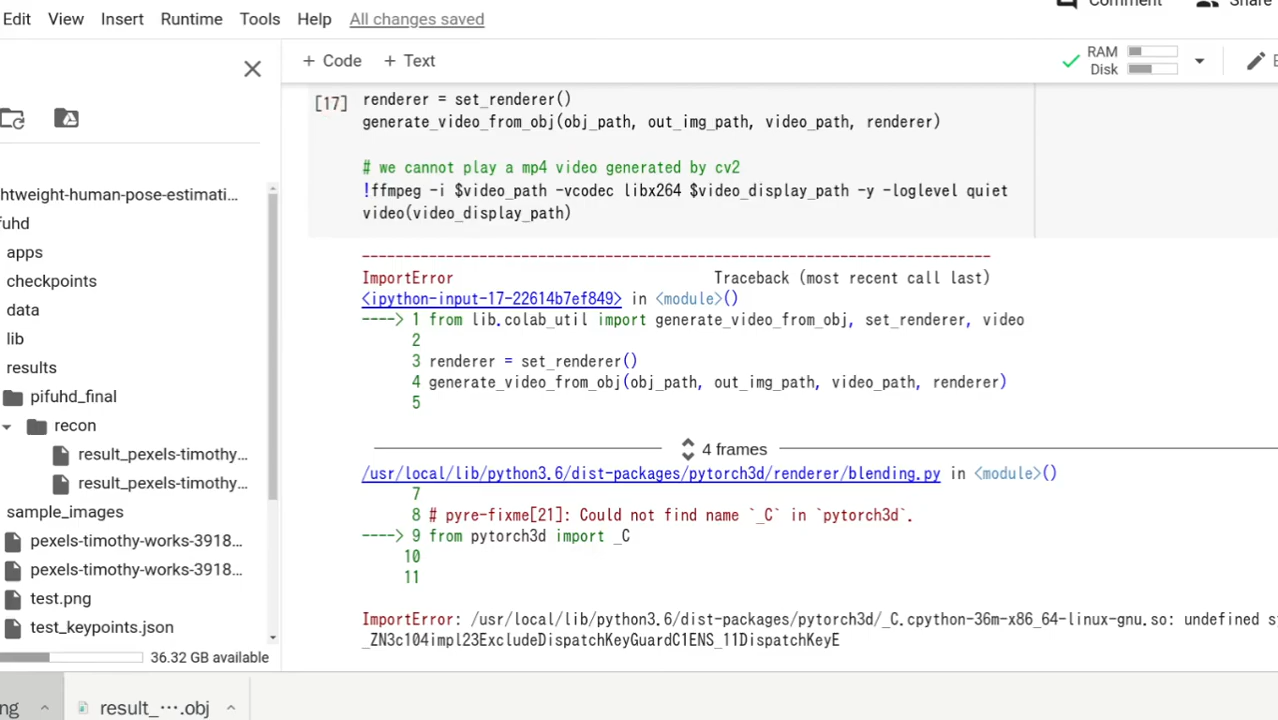 Edit View Insert Runtime Tools Help All changes saved
Comment
Share
+ Code + Text
RAM
Disk
[17] renderer = set_renderer()
generate_video_from_obj(obj_path, out_img_path, video_path, renderer)
# we cannot play a mp4 video generated by cv2
!ffmpeg -i $video_path -vcodec libx264 $video_display_path -y -loglevel quiet
video(video_display_path)
htweight-human-pose-estimati...
fuhd
apps
checkpoints
data
lib
results
pifuhd_final
recon
result_pexels-timothy-...
result_pexels-timothy-...
sample_images
pexels-timothy-works-3918...
pexels-timothy-works-3918...
test.png
test_keypoints.json
36.32 GB available
---------------------------------------------------------------------------
ImportError Traceback (most recent call last)
<ipython-input-17-22614b7ef849> in <module>()
----> 1 from lib.colab_util import generate_video_from_obj, set_renderer, video
2
3 renderer = set_renderer()
4 generate_video_from_obj(obj_path, out_img_path, video_path, renderer)
5
4 frames
/usr/local/lib/python3.6/dist-packages/pytorch3d/renderer/blending.py in <module>()
7
8 # pyre-fixme[21]: Could not find name `_C` in `pytorch3d`.
----> 9 from pytorch3d import _C
10
11
ImportError: /usr/local/lib/python3.6/dist-packages/pytorch3d/_C.cpython-36m-x86_64-linux-gnu.so: undefined s
_ZN3c104impl23ExcludeDispatchKeyGuardC1ENS_11DispatchKeyE
ng
result_....obj